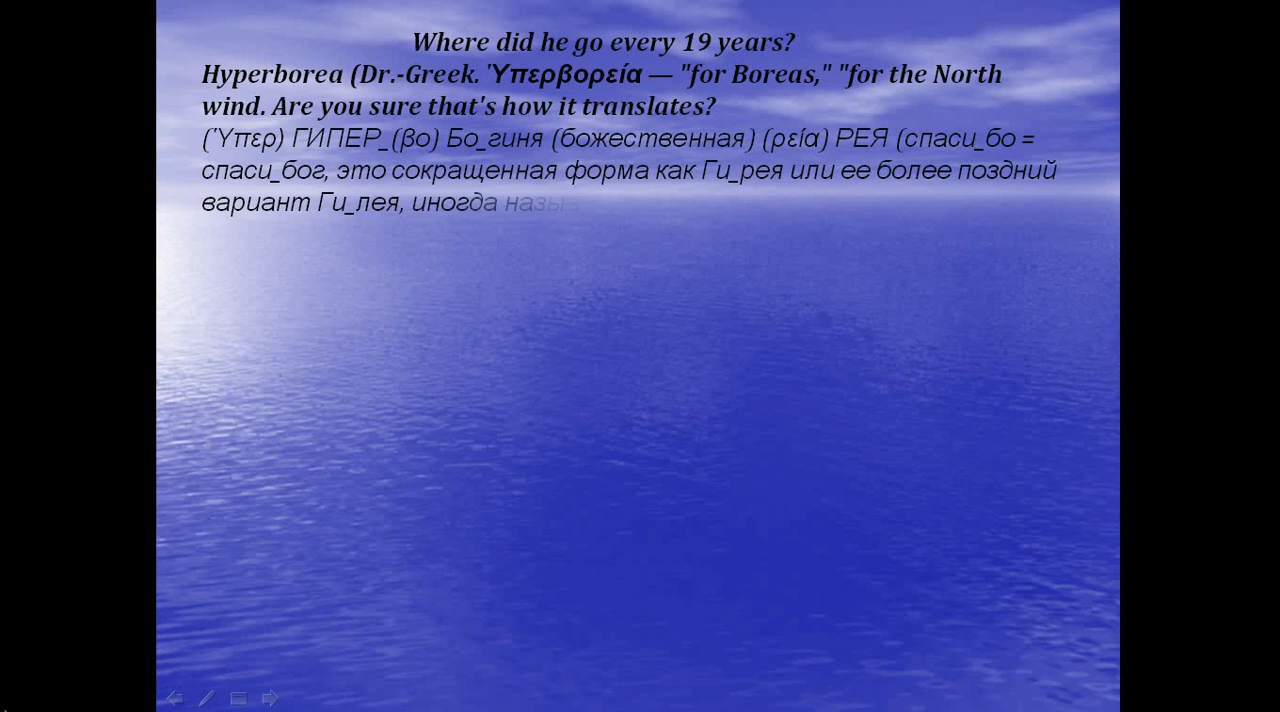 Where did he go every 19 years?
Hyperborea (Dr.-Greek. Ὑπερβορεία — "for Boreas," "for the North
wind. Are you sure that's how it translates?
(Ὑπερ) ГИПЕР_(βο) Бо_гиня (божественная) (ρεία) РЕЯ (спаси_бо =
спаси_бог, это сокращенная форма как Ги_рея или ее более поздний
вариант Ги_лея, иногда